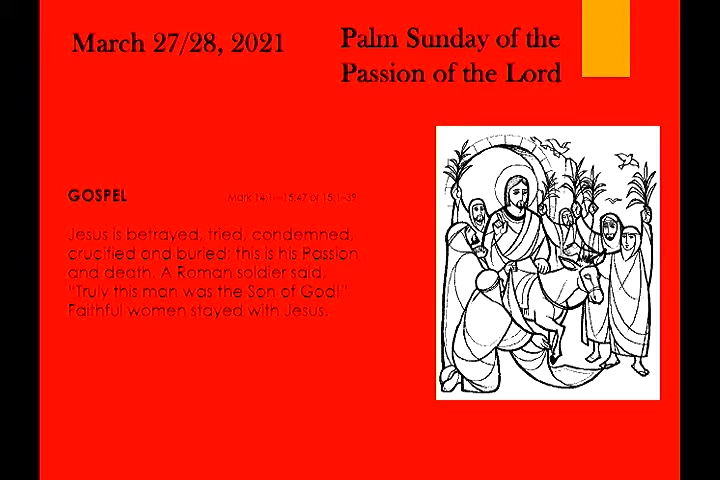 March 27/28, 2021
Palm Sunday of the
Passion of the Lord
GOSPEL Mark 14:1—15:47 or 15:1-39
Jesus is betrayed, tried, condemned,
crucified and buried; this is his Passion
and death. A Roman soldier said,
"Truly this man was the Son of God!"
Faithful women stayed with Jesus.